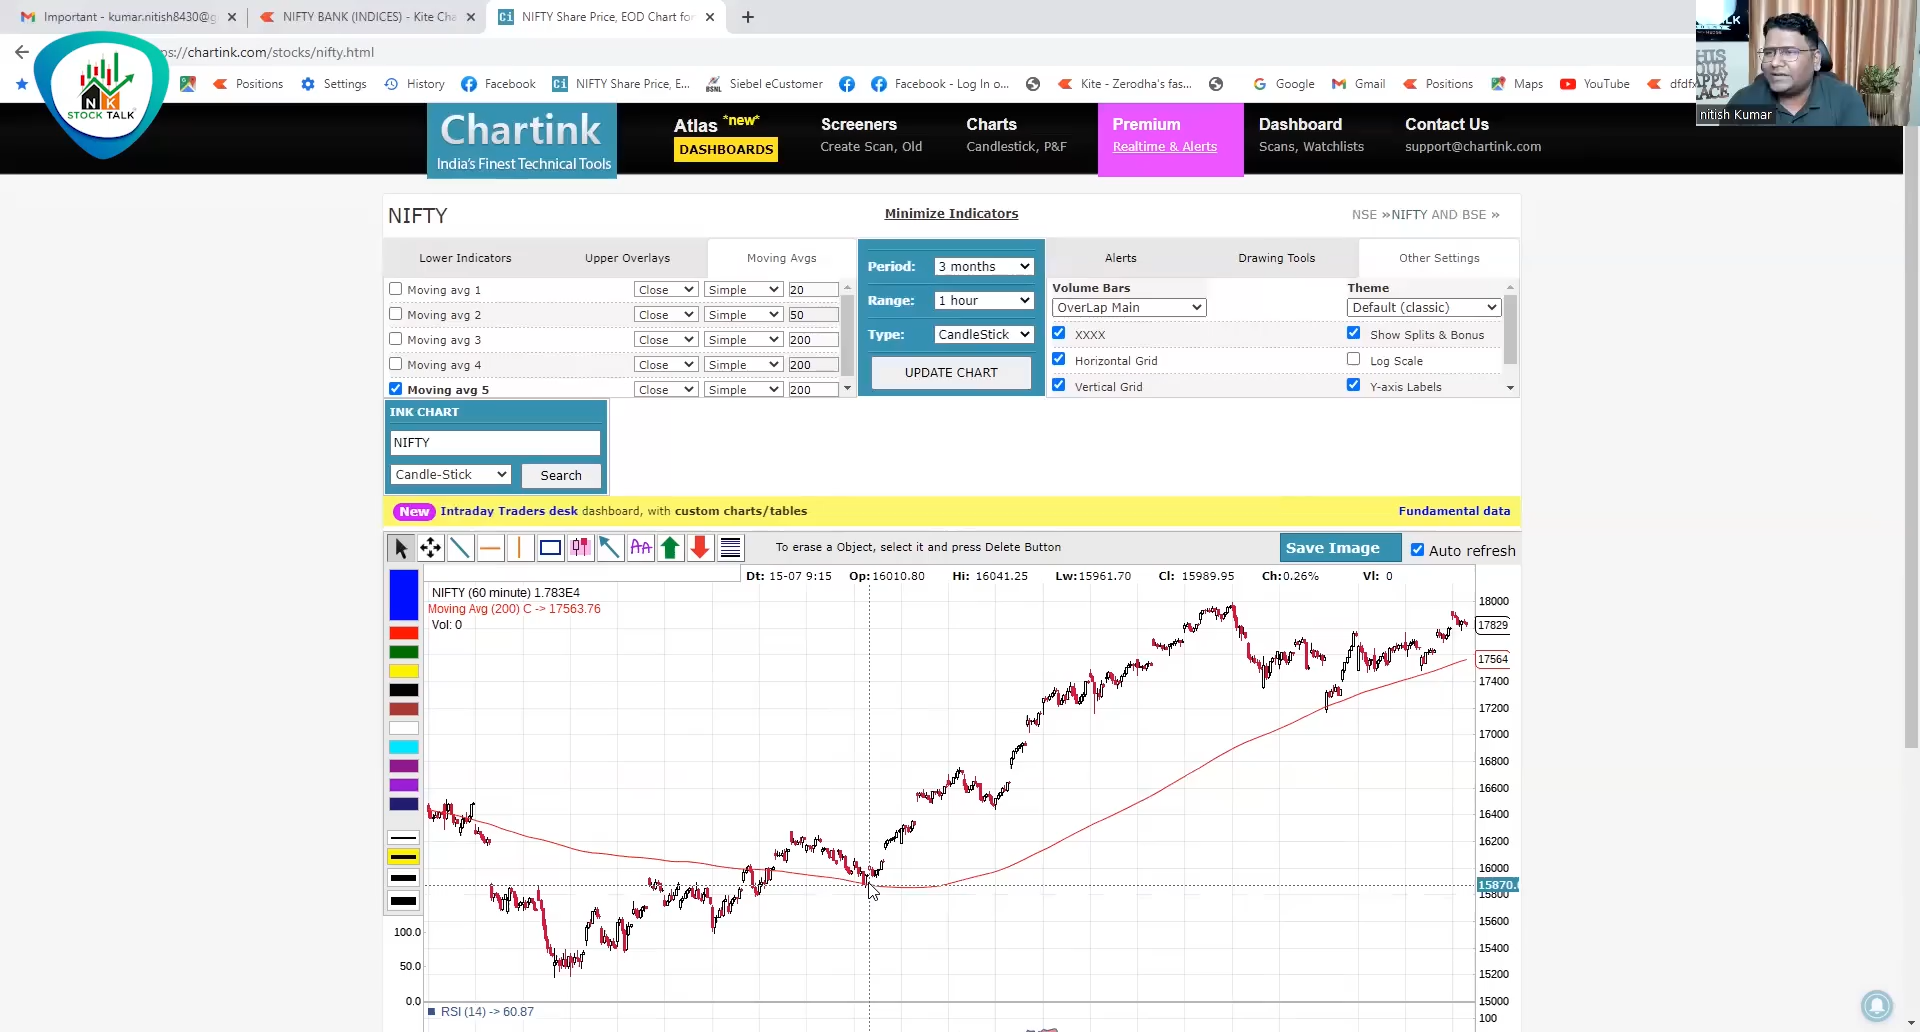 Important - kumar.nitish8430@g
NIFTY BANK (INDICES) - Kite Cha
Ci NIFTY Share Price, EOD Chart for
ps://chartink.com/stocks/nifty.html
Positions
Settings
History
Facebook
Ci NIFTY Share Price, E...
BSNL Siebel eCustomer
Facebook - Log In o...
Kite - Zerodha's fas...
Google
Gmail
Positions
Maps
YouTube
dfdfx
NK
STOCK TALK
nitish Kumar
Chartink
India's Finest Technical Tools
Atlas *new*
DASHBOARDS
Screeners
Create Scan, Old
Charts
Candlestick, P&F
Premium
Realtime & Alerts
Dashboard
Scans, Watchlists
Contact Us
support@chartink.com
NIFTY
Minimize Indicators
NSE »NIFTY AND BSE »
Lower Indicators
Upper Overlays
Moving Avgs
Moving avg 1 Close Simple 20
Moving avg 2 Close Simple 50
Moving avg 3 Close Simple 200
Moving avg 4 Close Simple 200
Moving avg 5 Close Simple 200
Period: 3 months
Range: 1 hour
Type: CandleStick
UPDATE CHART
Alerts
Drawing Tools
Other Settings
Volume Bars
OverLap Main
XXXX
Horizontal Grid
Vertical Grid
Theme
Default (classic)
Show Splits & Bonus
Log Scale
Y-axis Labels
INK CHART
NIFTY
Candle-Stick
Search
New Intraday Traders desk dashboard, with custom charts/tables
Fundamental data
To erase a Object, select it and press Delete Button
Save Image
Auto refresh
Dt: 15-07 9:15 Op:16010.80 Hi: 16041.25 Lw:15961.70 Cl: 15989.95 Ch:0.26% Vl: 0
NIFTY (60 minute) 1.783E4
Moving Avg (200) C -> 17563.76
Vol: 0
18000
17829
17564
17400
17200
17000
16800
16600
16400
16200
16000
15870.
15800
15600
15400
15200
15000
100
100.0
50.0
0.0
RSI (14) -> 60.87